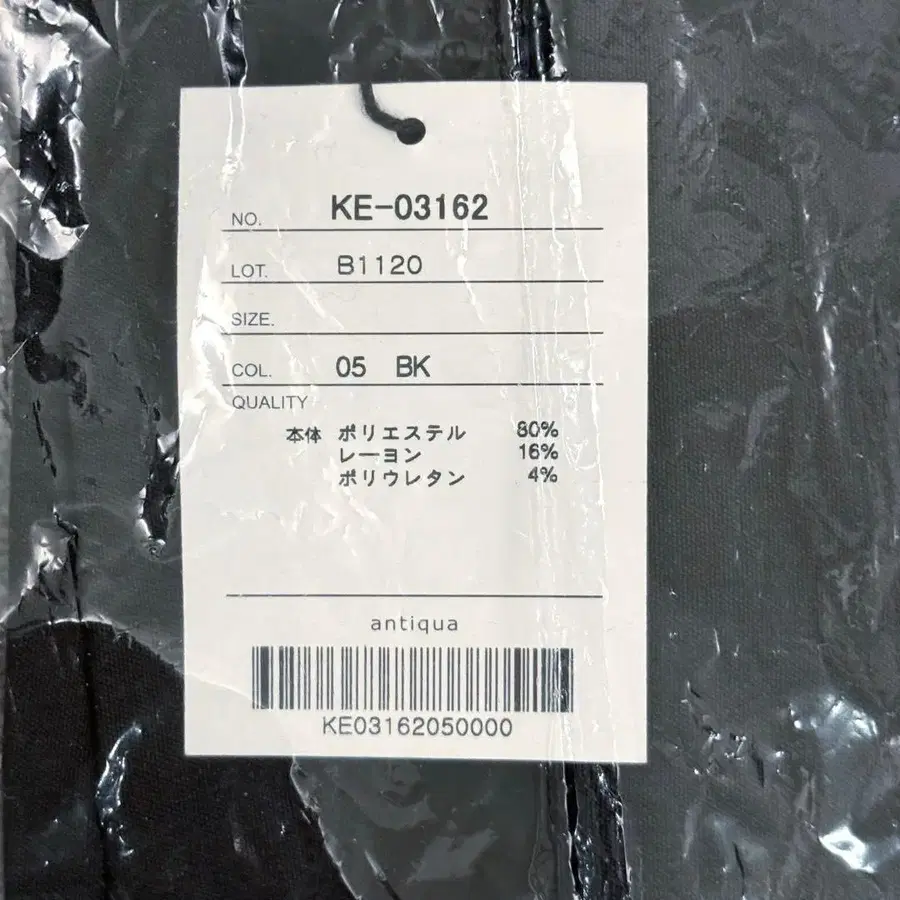 NO. KE-03162
LOT. B1120
SIZE.
COL. 05 BK
QUALITY
本体 ポリエステル 80%
レーヨン 16%
ポリウレタン 4%
antiqua
KE03162050000